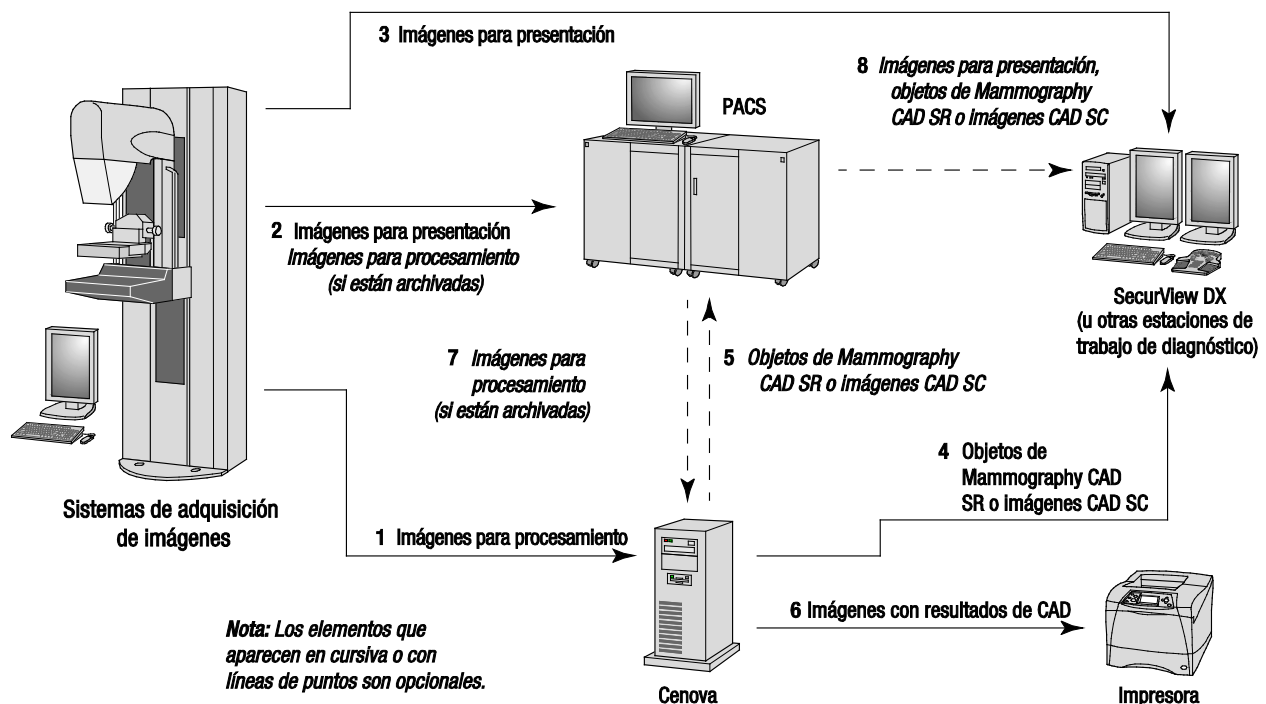 3 Imágenes para presentación
8 Imágenes para presentación,
objetos de Mammography
CAD SR o imágenes CAD SC
PACS
2 Imágenes para presentación
Imágenes para procesamiento
(si están archivadas)
SecurView DX
(u otras estaciones de
trabajo de diagnóstico)
7 Imágenes para
procesamiento
(si están archivadas)
5 Objetos de Mammography
CAD SR o imágenes CAD SC
4 Objetos de
Mammography CAD
SR o imágenes CAD SC
Sistemas de adquisición
de imágenes
1 Imágenes para procesamiento
6 Imágenes con resultados de CAD
Nota: Los elementos que
aparecen en cursiva o con
líneas de puntos son opcionales.
Cenova
Impresora